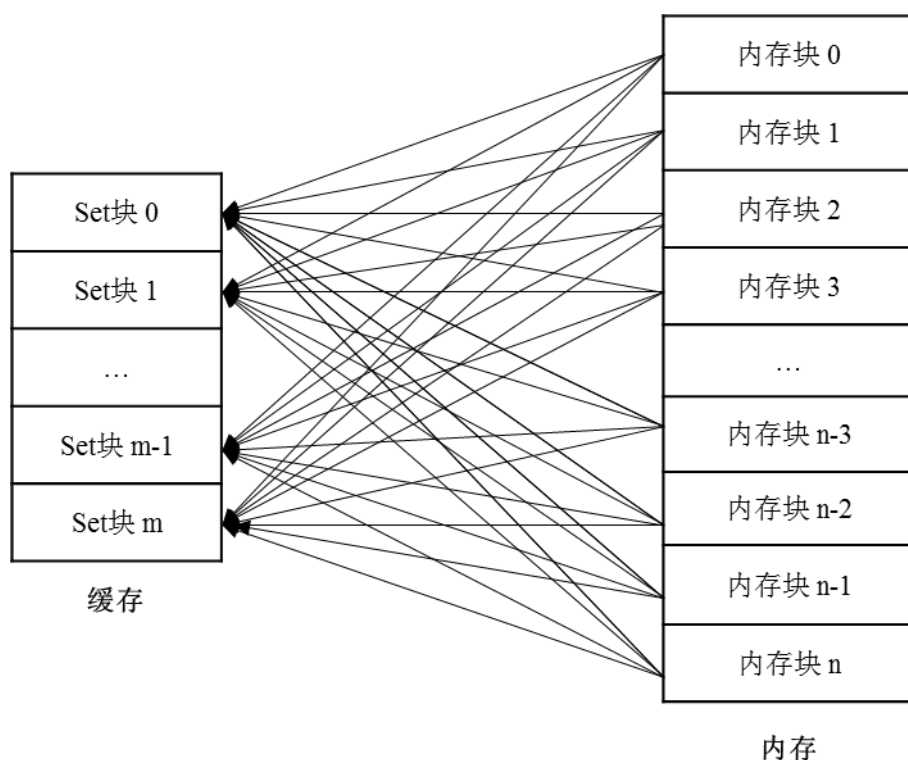 Set块 0
Set块 1
…
Set块 m-1
Set块 m
缓存
内存块 0
内存块 1
内存块 2
内存块 3
…
内存块 n-3
内存块 n-2
内存块 n-1
内存块 n
内存